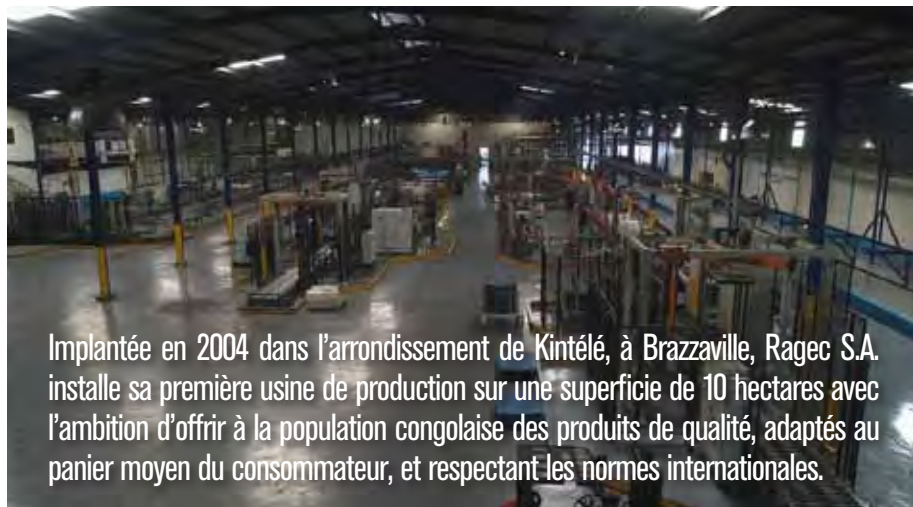 Implantée en 2004 dans l’arrondissement de Kintélé, à Brazzaville, Ragec S.A.
installe sa première usine de production sur une superficie de 10 hectares avec
l’ambition d’offrir à la population congolaise des produits de qualité, adaptés au
panier moyen du consommateur, et respectant les normes internationales.